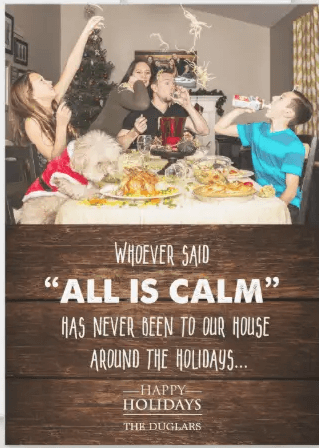 WHOEVER SAID
“ALL IS CALM”
HAS NEVER BEEN TO OUR HOUSE
AROUND THE HOLIDAYS...
HAPPY
HOLIDAYS
THE DUGLARS